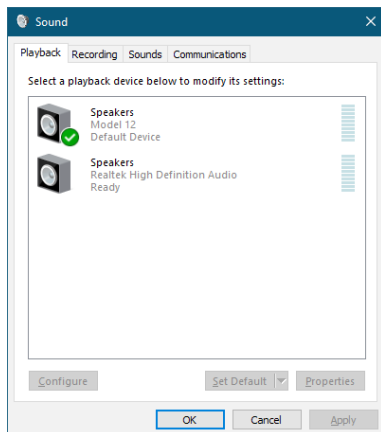 Sound
Playback Recording Sounds Communications
Select a playback device below to modify its settings:
Speakers
Model 12
Default Device
Speakers
Realtek High Definition Audio
Ready
Configure Set Default Properties
OK Cancel Apply